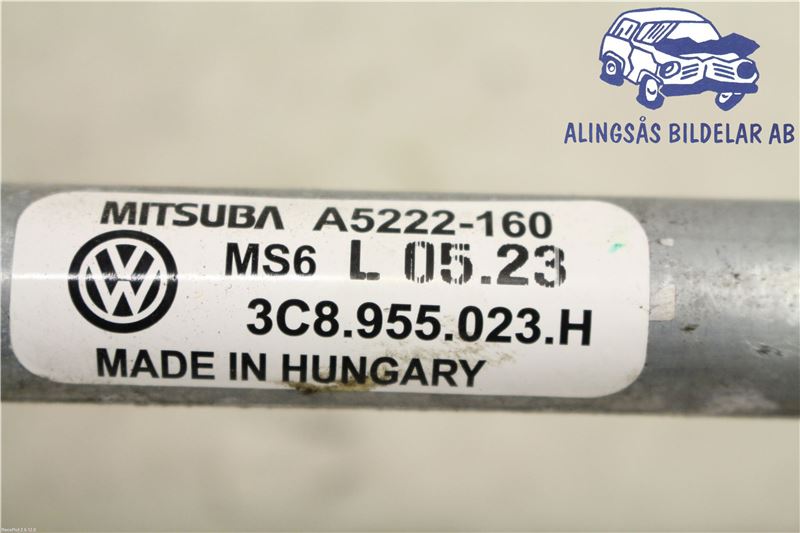 ALINGSÅS BILDELAR AB
MITSUBA A5222-160
MS6 L 05.23
3C8.955.023.H
MADE IN HUNGARY